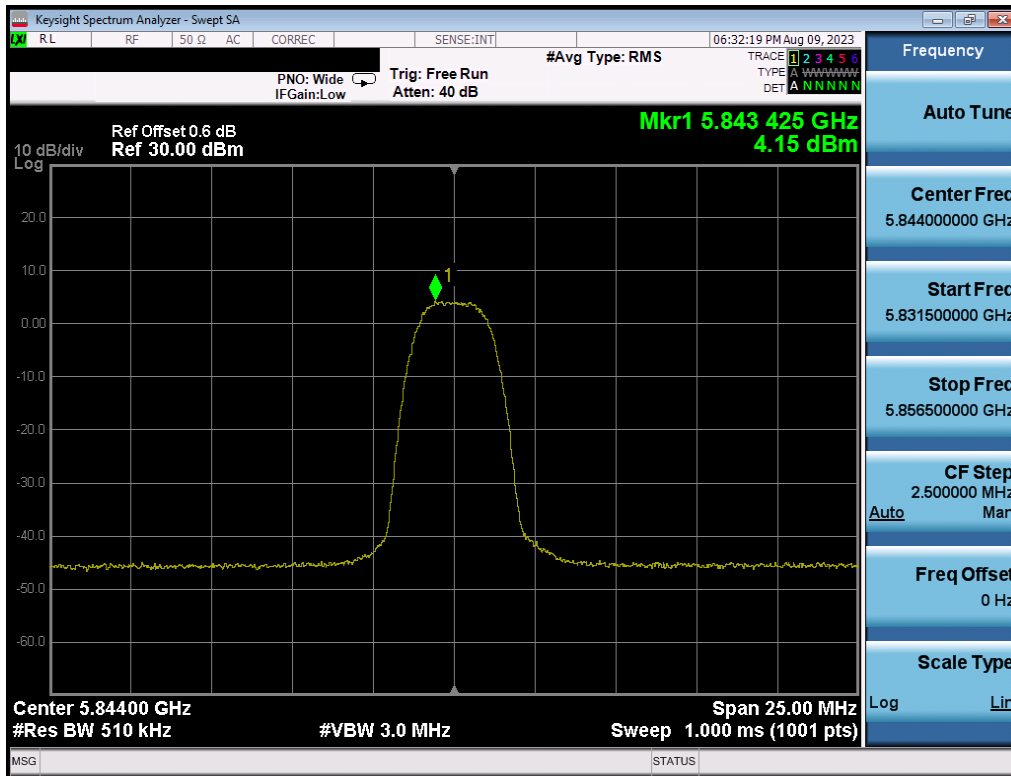 Keysight Spectrum Analyzer - Swept SA
LXI RL RF 50 Ω AC CORREC SENSE:INT 06:32:19 PM Aug 09, 2023
#Avg Type: RMS
TRACE 1 2 3 4 5 6
TYPE A WWWWW
DET A N N N N N
PNO: Wide
IFGain:Low
Trig: Free Run
Atten: 40 dB
Mkr1 5.843 425 GHz
4.15 dBm
Ref Offset 0.6 dB
10 dB/div Ref 30.00 dBm
Log
20.0
10.0
1
0.00
-10.0
-20.0
-30.0
-40.0
-50.0
-60.0
Center 5.84400 GHz Span 25.00 MHz
#Res BW 510 kHz #VBW 3.0 MHz Sweep 1.000 ms (1001 pts)
MSG STATUS
Frequency
Auto Tune
Center Freq
5.844000000 GHz
Start Freq
5.831500000 GHz
Stop Freq
5.856500000 GHz
CF Step
2.500000 MHz
Auto Man
Freq Offset
0 Hz
Scale Type
Log Lin